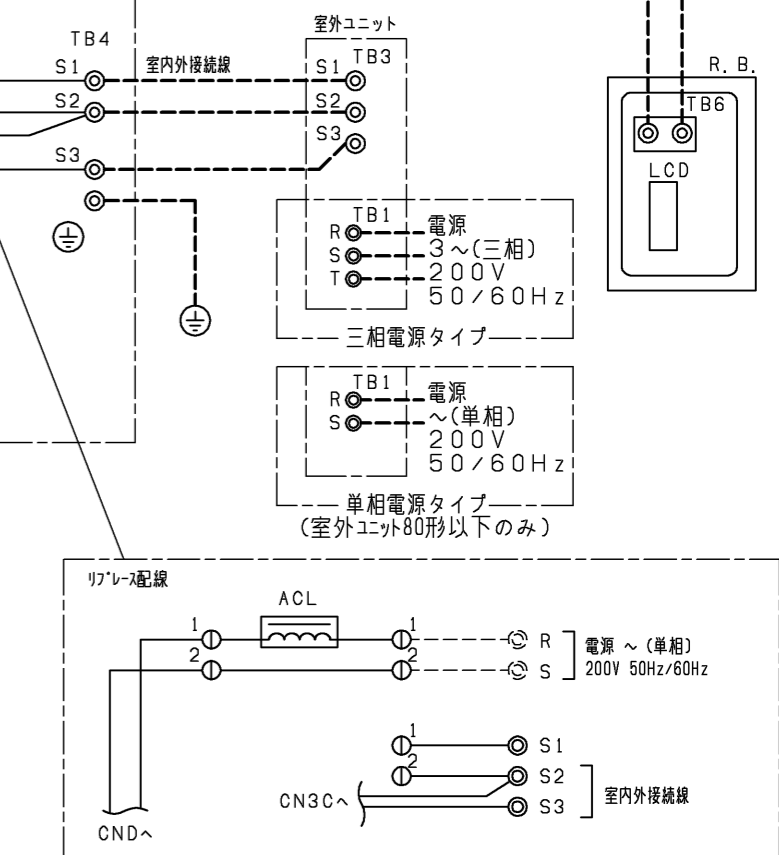 室外ユニット
TB4
S1
室内外接続線
S1
TB3
S2
S2
S3
S3
R. B.
TB6
LCD
TB1
R
S
T
電源
3～(三相)
200V
50/60Hz
三相電源タイプ
TB1
R
S
電源
～(単相)
200V
50/60Hz
単相電源タイプ
(室外ユニット80形以下のみ)
リプレース配線
ACL
1
1
R
2
2
S
電源 ～ (単相)
200V 50Hz/60Hz
1
S1
2
S2
CN3Cへ
S3
室内外接続線
CNDへ